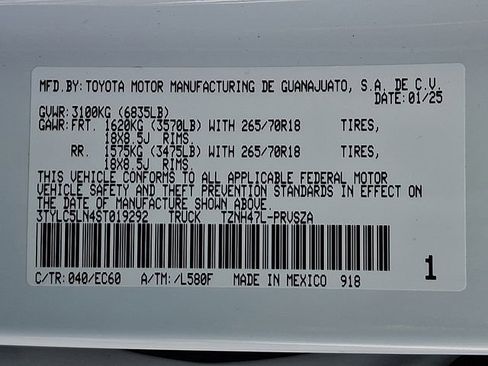 MFD.BY:TOYOTA MOTOR MANUFACTURING DE GUANAJUATO, S.A. DE C.V.
DATE:01/25
GVWR:3100KG (6835LB)
GAWR:FRT. 1620KG (3570LB) WITH 265/70R18 TIRES,
18X8.5J RIMS.
RR. 1575KG (3475LB) WITH 265/70R18 TIRES,
18X8.5J RIMS.
THIS VEHICLE CONFORMS TO ALL APPLICABLE FEDERAL MOTOR
VEHICLE SAFETY AND THEFT PREVENTION STANDARDS IN EFFECT ON
THE DATE OF MANUFACTURE SHOWN ABOVE.
3TYLC5LN4ST019292 TRUCK TZNH47L-PRVSZA
C/TR:040/EC60 A/TM:/L580F MADE IN MEXICO 918
1